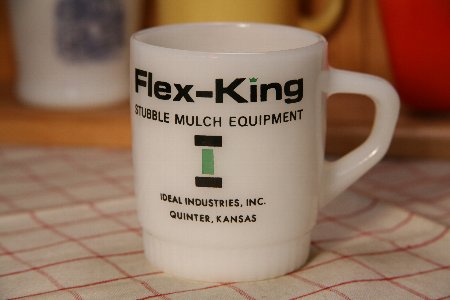 Flex-King
STUBBLE MULCH EQUIPMENT
I
IDEAL INDUSTRIES, INC.
QUINTER, KANSAS